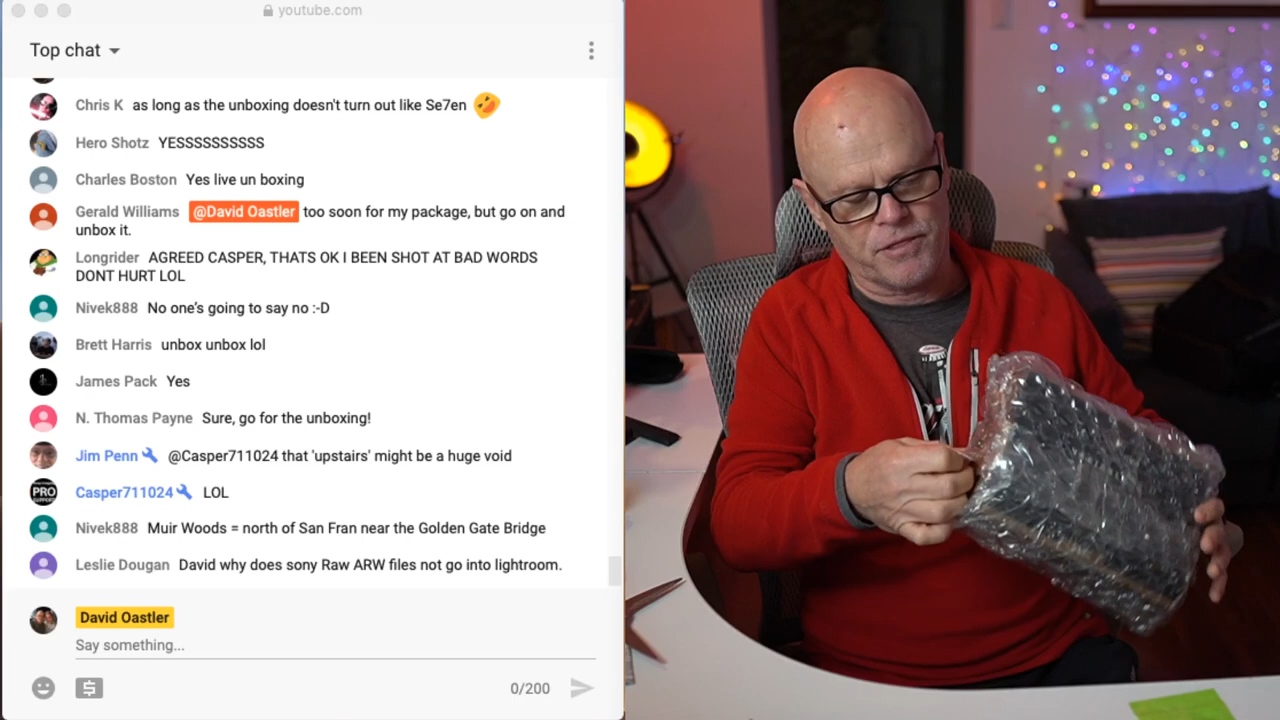 youtube.com
Top chat
Chris K as long as the unboxing doesn't turn out like Se7en
Hero Shotz YESSSSSSSSSS
Charles Boston Yes live un boxing
Gerald Williams @David Oastler too soon for my package, but go on and
unbox it.
Longrider AGREED CASPER, THATS OK I BEEN SHOT AT BAD WORDS
DONT HURT LOL
Nivek888 No one's going to say no :-D
Brett Harris unbox unbox lol
James Pack Yes
N. Thomas Payne Sure, go for the unboxing!
Jim Penn @Casper711024 that 'upstairs' might be a huge void
PRO
Casper711024 LOL
Nivek888 Muir Woods = north of San Fran near the Golden Gate Bridge
Leslie Dougan David why does sony Raw ARW files not go into lightroom.
David Oastler
Say something...
0/200